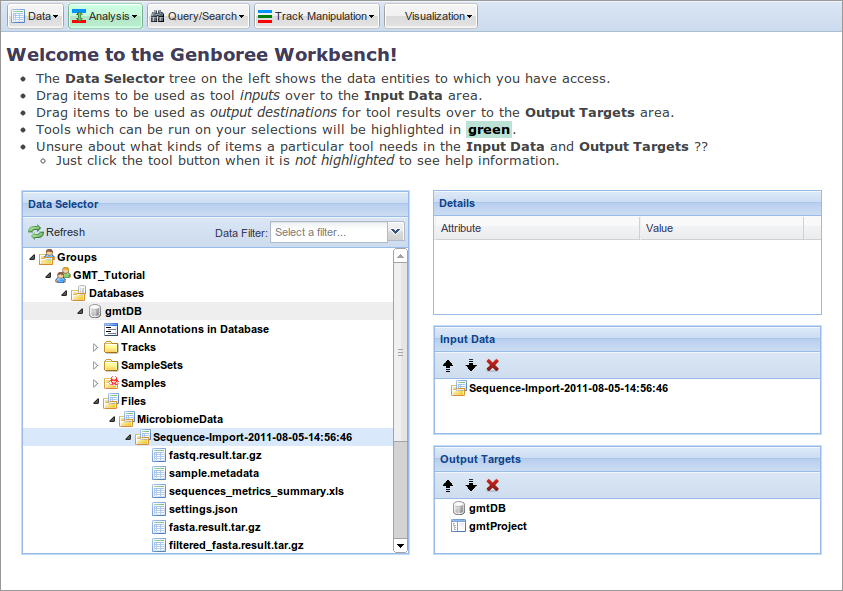 Data Analysis Query/Search Track Manipulation Visualization
Welcome to the Genboree Workbench!
The Data Selector tree on the left shows the data entities to which you have access.
Drag items to be used as tool inputs over to the Input Data area.
Drag items to be used as output destinations for tool results over to the Output Targets area.
Tools which can be run on your selections will be highlighted in green.
Unsure about what kinds of items a particular tool needs in the Input Data and Output Targets ??
Just click the tool button when it is not highlighted to see help information.
Data Selector
Refresh Data Filter: Select a filter...
Groups
GMT_Tutorial
Databases
gmtDB
All Annotations in Database
Tracks
SampleSets
Samples
Files
MicrobiomeData
Sequence-Import-2011-08-05-14:56:46
fastq.result.tar.gz
sample.metadata
sequences_metrics_summary.xls
settings.json
fasta.result.tar.gz
filtered_fasta.result.tar.gz
Details
Attribute Value
Input Data
Sequence-Import-2011-08-05-14:56:46
Output Targets
gmtDB
gmtProject